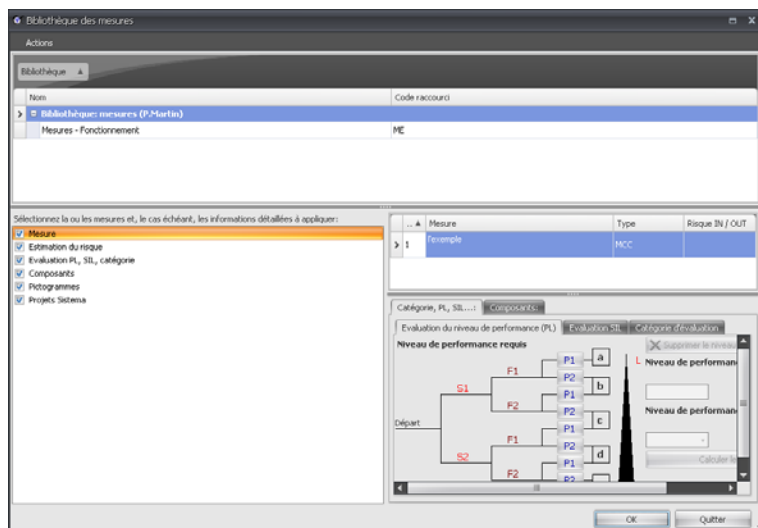 Bibliothèque des mesures
Actions
Bibliothèque
Nom Code raccourci
Bibliothèque: mesures (P.Martin)
Mesures - Fonctionnement ME
Sélectionnez la ou les mesures et, le cas échéant, les informations détaillées à appliquer:
Mesure
Estimation du risque
Evaluation PL, SIL, catégorie
Composants
Pictogrammes
Projets Sistema
... Mesure Type Risque IN / OUT
1 l'exemple MCC
Catégorie, PL, SIL...: Composants:
Evaluation du niveau de performance (PL) Evaluation SIL Catégorie d'évaluation
Niveau de performance requis
Supprimer le niveau
Départ
S1
S2
F1
F2
F1
F2
P1
P2
P1
P2
P1
P2
P1
P2
a
b
c
d
L
Niveau de performan
Niveau de performan
Calculer le
OK Quitter